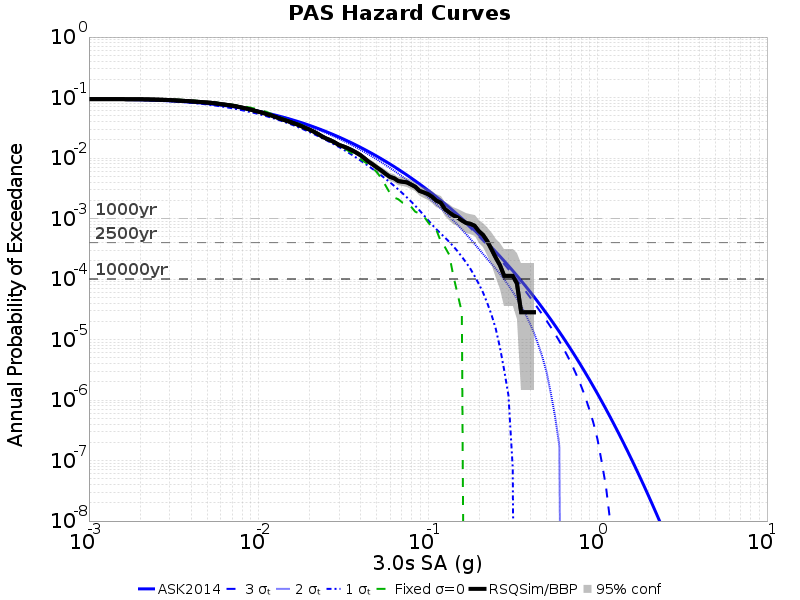 PAS Hazard Curves
Annual Probability of Exceedance
10^0
10^-1
10^-2
10^-3
10^-4
10^-5
10^-6
10^-7
10^-8
1000yr
2500yr
10000yr
10^-3 10^-2 10^-1 10^0 10^1
3.0s SA (g)
ASK2014 3 σₜ 2 σₜ 1 σₜ Fixed σ=0 RSQSim/BBP 95% conf